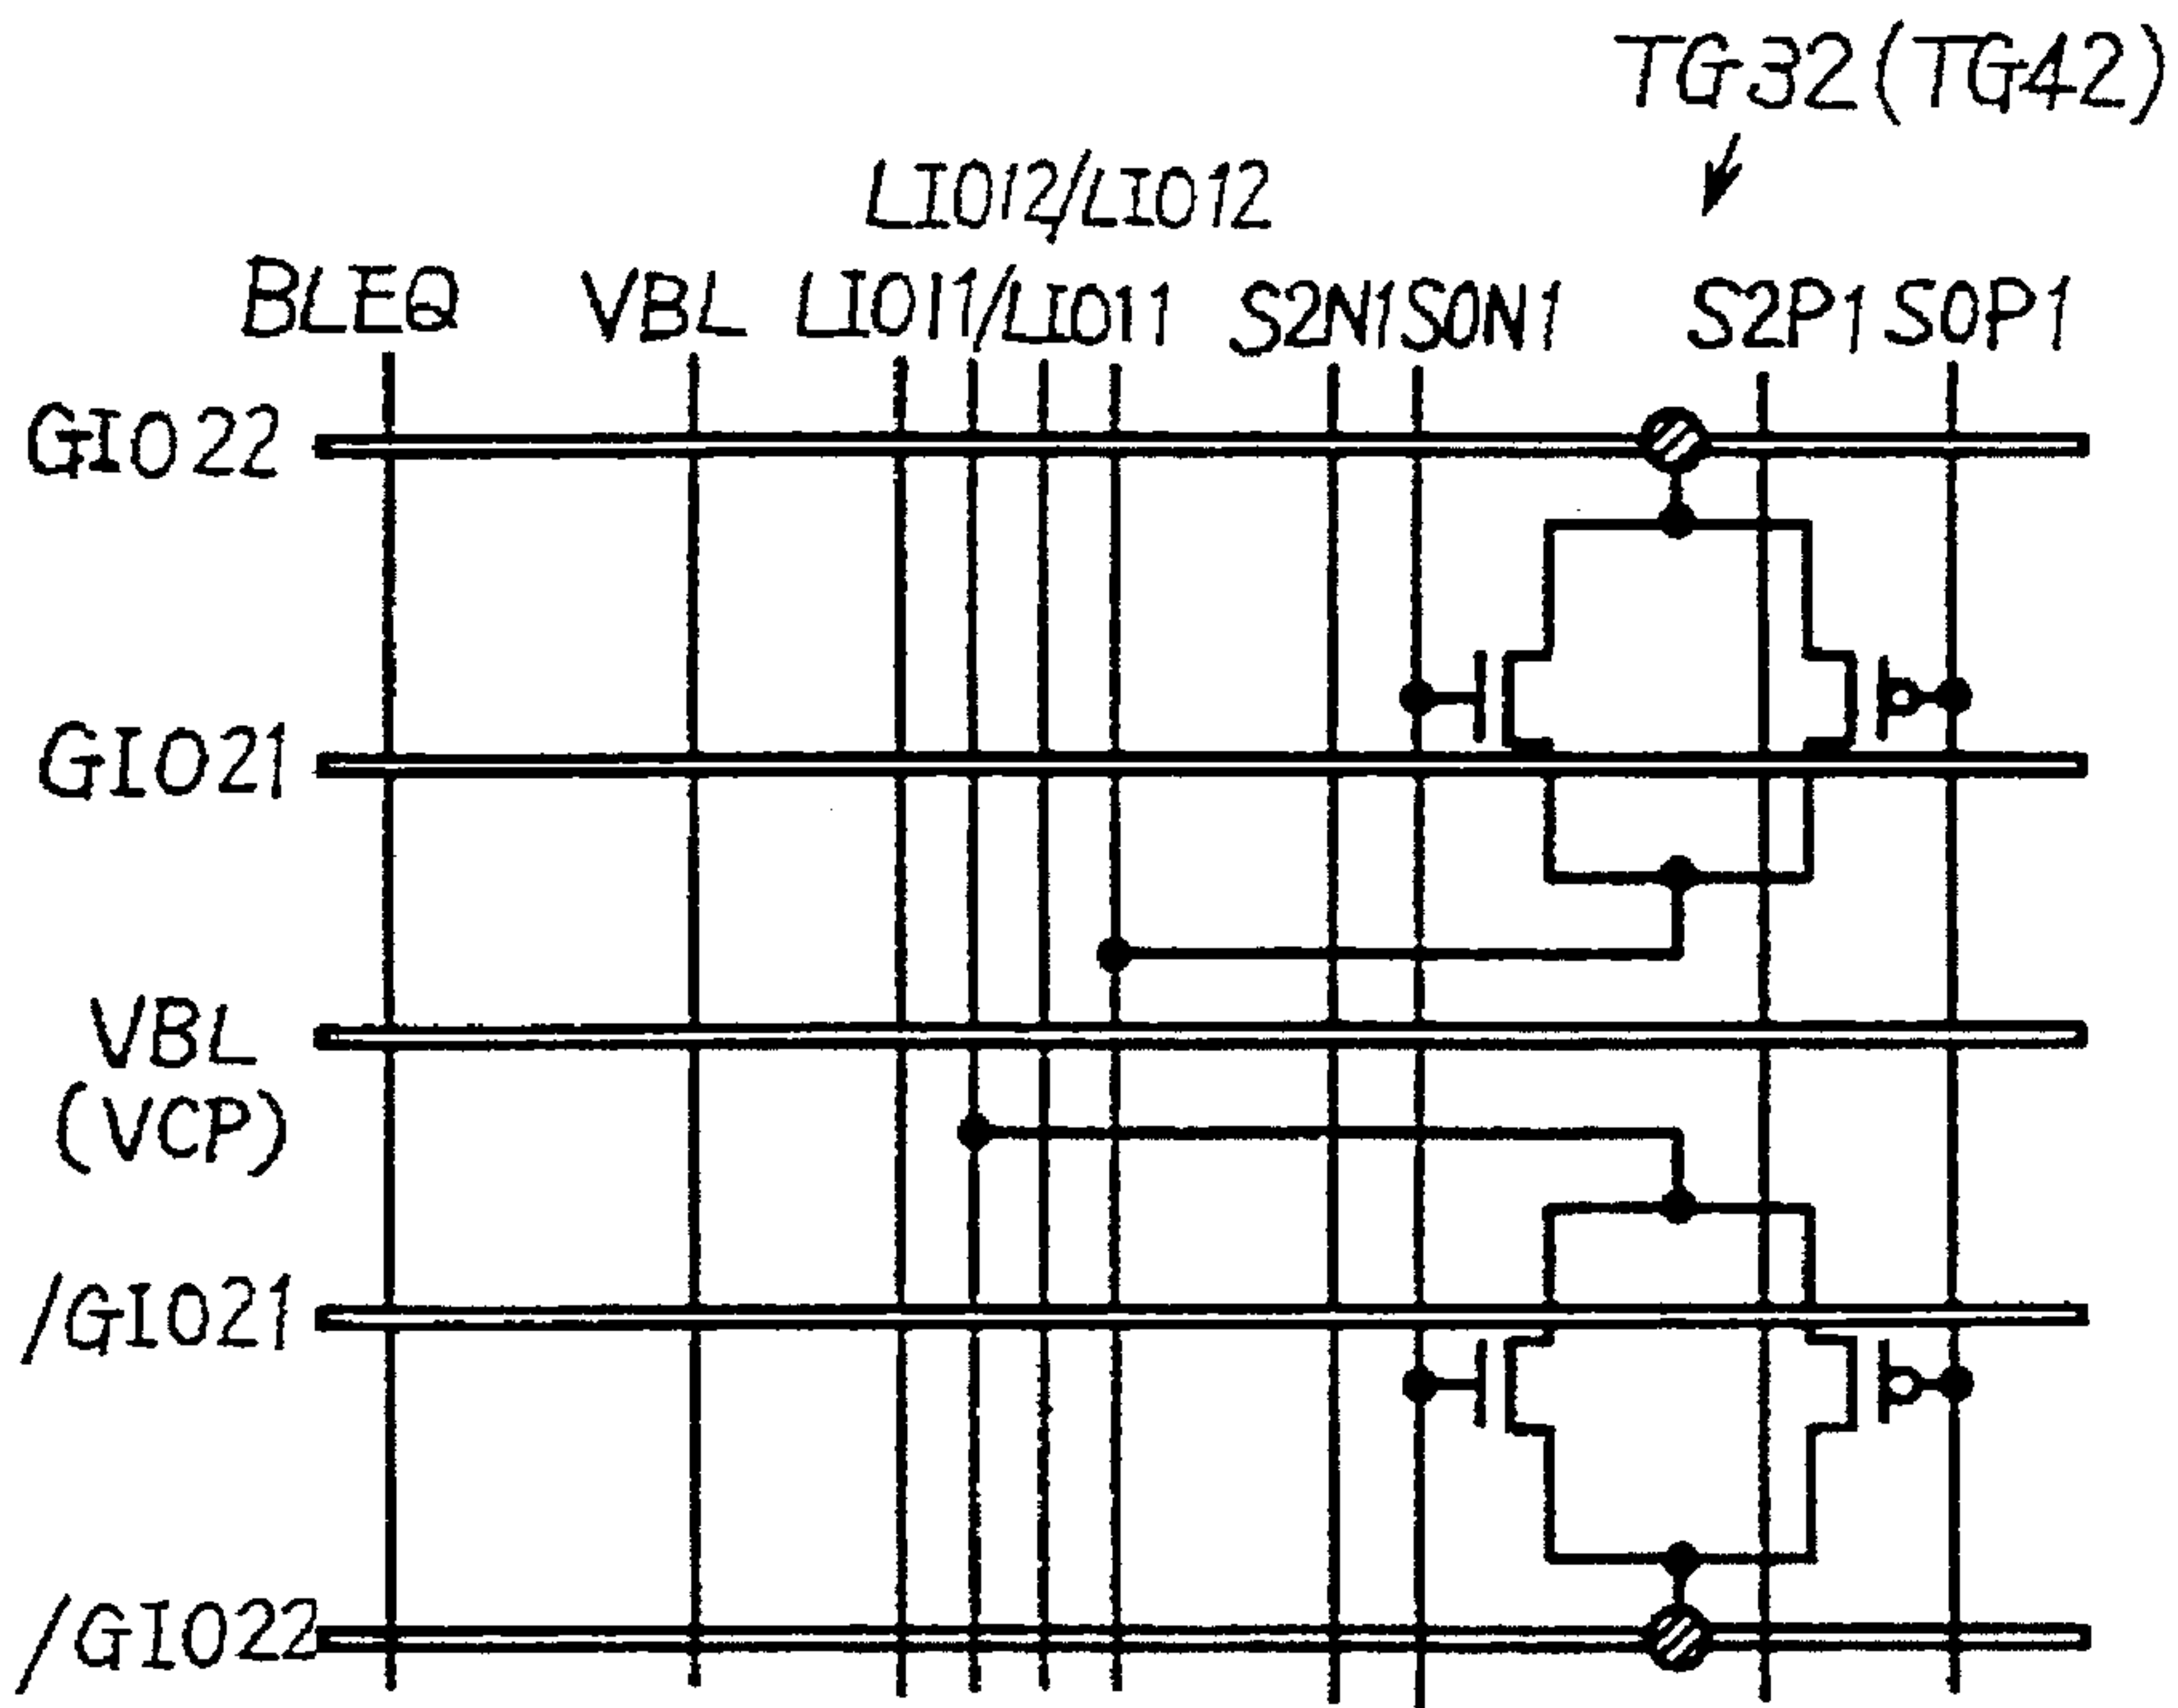 TG32(TG42)
LIO12/LIO12
BLEQ VBL LIO11/LIO11 S2N1 S0N1 S2P1 S0P1
GIO22
GIO21
VBL
(VCP)
/GIO21
/GIO22